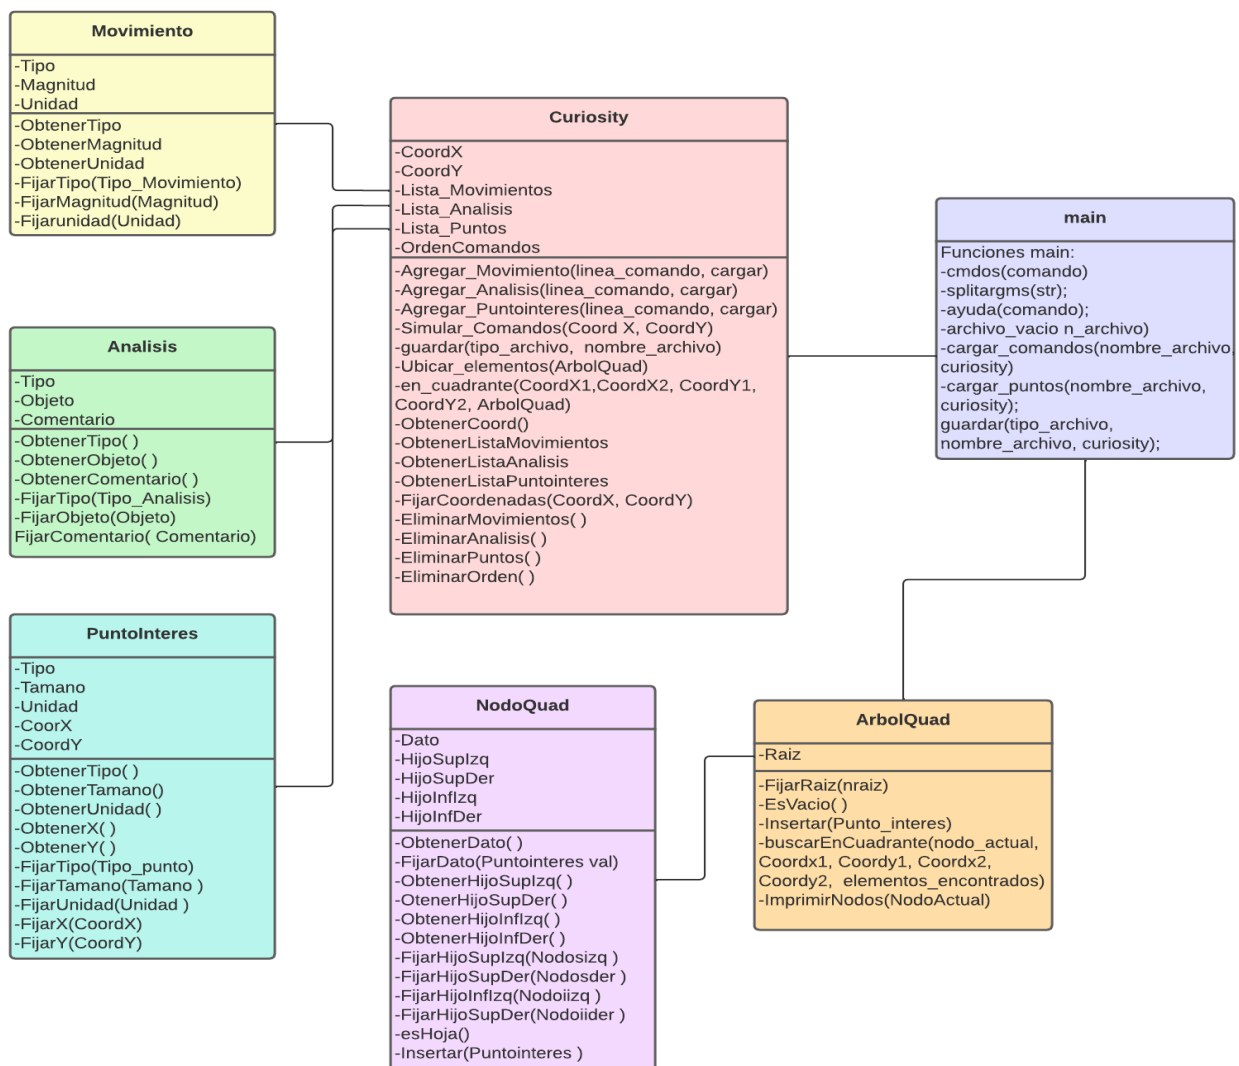 Movimiento
-Tipo
-Magnitud
-Unidad
-ObtenerTipo
-ObtenerMagnitud
-ObtenerUnidad
-FijarTipo(Tipo_Movimiento)
-FijarMagnitud(Magnitud)
-Fijarunidad(Unidad)
Analisis
-Tipo
-Objeto
-Comentario
-ObtenerTipo( )
-ObtenerObjeto( )
-ObtenerComentario( )
-FijarTipo(Tipo_Analisis)
-FijarObjeto(Objeto)
FijarComentario( Comentario)
PuntoInteres
-Tipo
-Tamano
-Unidad
-CoorX
-CoordY
-ObtenerTipo( )
-ObtenerTamano()
-ObtenerUnidad( )
-ObtenerX( )
-ObtenerY( )
-FijarTipo(Tipo_punto)
-FijarTamano(Tamano )
-FijarUnidad(Unidad )
-FijarX(CoordX)
-FijarY(CoordY)
Curiosity
-CoordX
-CoordY
-Lista_Movimientos
-Lista_Analisis
-Lista_Puntos
-OrdenComandos
-Agregar_Movimiento(linea_comando, cargar)
-Agregar_Analisis(linea_comando, cargar)
-Agregar_Puntointeres(linea_comando, cargar)
-Simular_Comandos(Coord X, CoordY)
-guardar(tipo_archivo, nombre_archivo)
-Ubicar_elementos(ArbolQuad)
-en_cuadrante(CoordX1,CoordX2, CoordY1,
CoordY2, ArbolQuad)
-ObtenerCoord()
-ObtenerListaMovimientos
-ObtenerListaAnalisis
-ObtenerListaPuntointeres
-FijarCoordenadas(CoordX, CoordY)
-EliminarMovimientos( )
-EliminarAnalisis( )
-EliminarPuntos( )
-EliminarOrden( )
NodoQuad
-Dato
-HijoSupIzq
-HijoSupDer
-HijoInfIzq
-HijoInfDer
-ObtenerDato( )
-FijarDato(Puntointeres val)
-ObtenerHijoSupIzq( )
-OtenerHijoSupDer( )
-ObtenerHijoInfIzq( )
-ObtenerHijoInfDer( )
-FijarHijoSupIzq(Nodosizq )
-FijarHijoSupDer(Nodosder )
-FijarHijoInfIzq(Nodoiizq )
-FijarHijoSupDer(Nodoiider )
-esHoja()
-Insertar(Puntointeres )
main
Funciones main:
-cmdos(comando)
-splitargms(str);
-ayuda(comando);
-archivo_vacio n_archivo)
-cargar_comandos(nombre_archivo,
curiosity)
-cargar_puntos(nombre_archivo,
curiosity);
guardar(tipo_archivo,
nombre_archivo, curiosity);
ArbolQuad
-Raiz
-FijarRaiz(nraiz)
-EsVacio( )
-Insertar(Punto_interes)
-buscarEnCuadrante(nodo_actual,
Coordx1, Coordy1, Coordx2,
Coordy2, elementos_encontrados)
-ImprimirNodos(NodoActual)